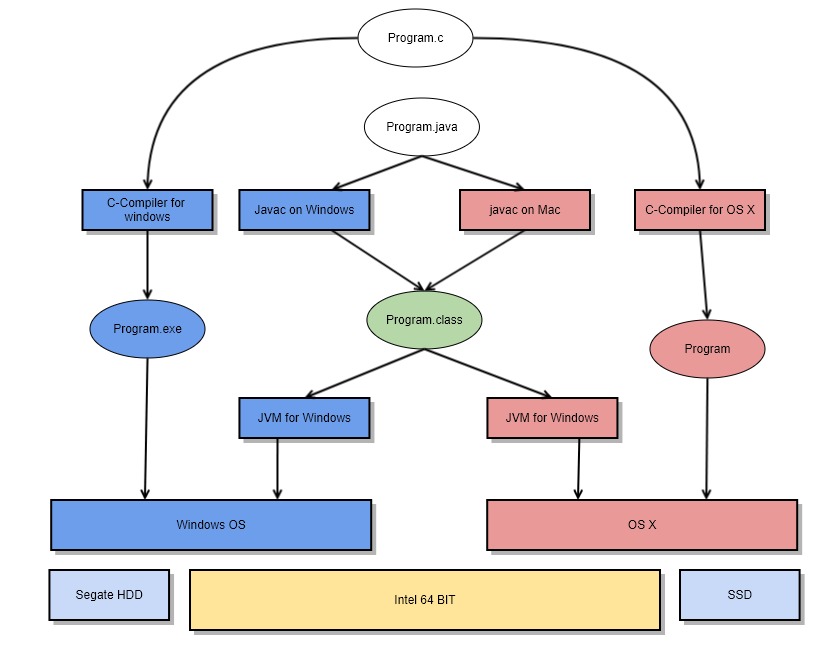 Program.c
Program.java
C-Compiler for
windows
Javac on Windows
javac on Mac
C-Compiler for OS X
Program.exe
Program.class
Program
JVM for Windows
JVM for Windows
Windows OS
OS X
Segate HDD
Intel 64 BIT
SSD